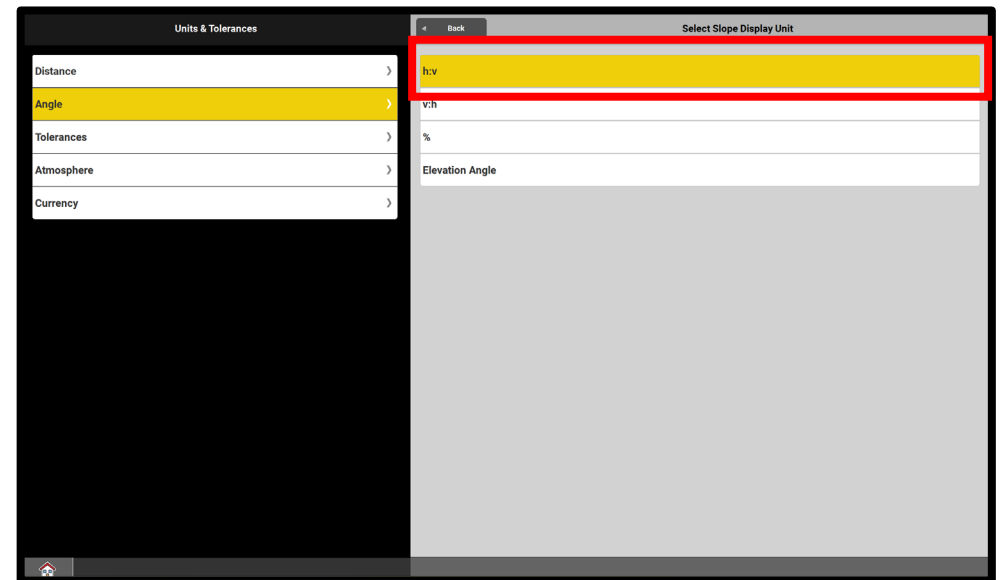 Units & Tolerances
Distance
Angle
Tolerances
Atmosphere
Currency
Back
Select Slope Display Unit
h:v
v:h
%
Elevation Angle